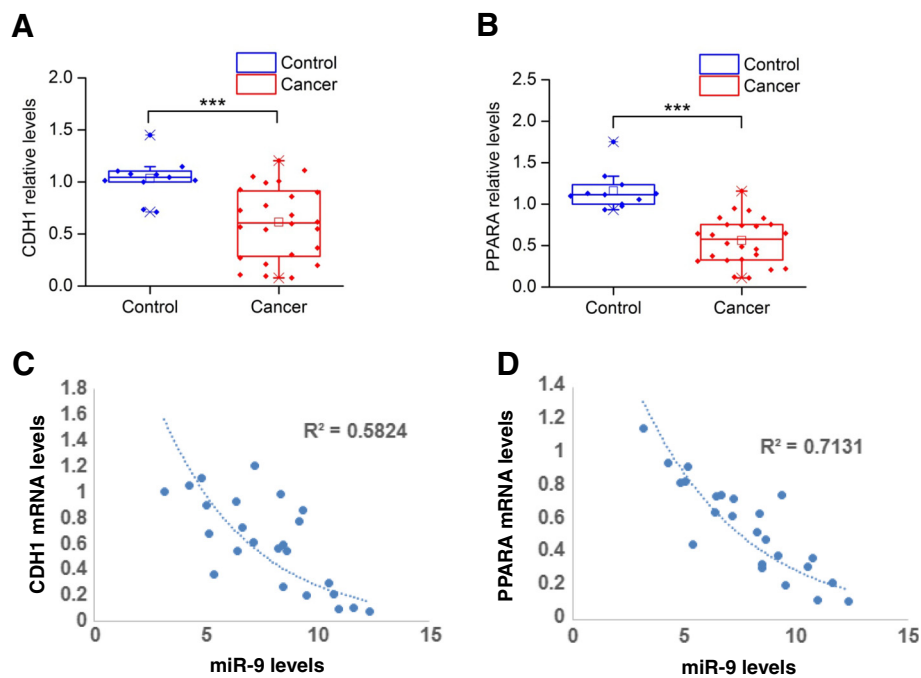 A
Control
Cancer
CDH1 relative levels
2.0
1.5
1.0
0.5
0.0
***
Control
Cancer
B
Control
Cancer
PPARA relative levels
2.5
2.0
1.5
1.0
0.5
0.0
***
Control
Cancer
C
CDH1 mRNA levels
1.8
1.6
1.4
1.2
1
0.8
0.6
0.4
0.2
0
R² = 0.5824
0 5 10 15
miR-9 levels
D
PPARA mRNA levels
1.4
1.2
1
0.8
0.6
0.4
0.2
0
R² = 0.7131
0 5 10 15
miR-9 levels